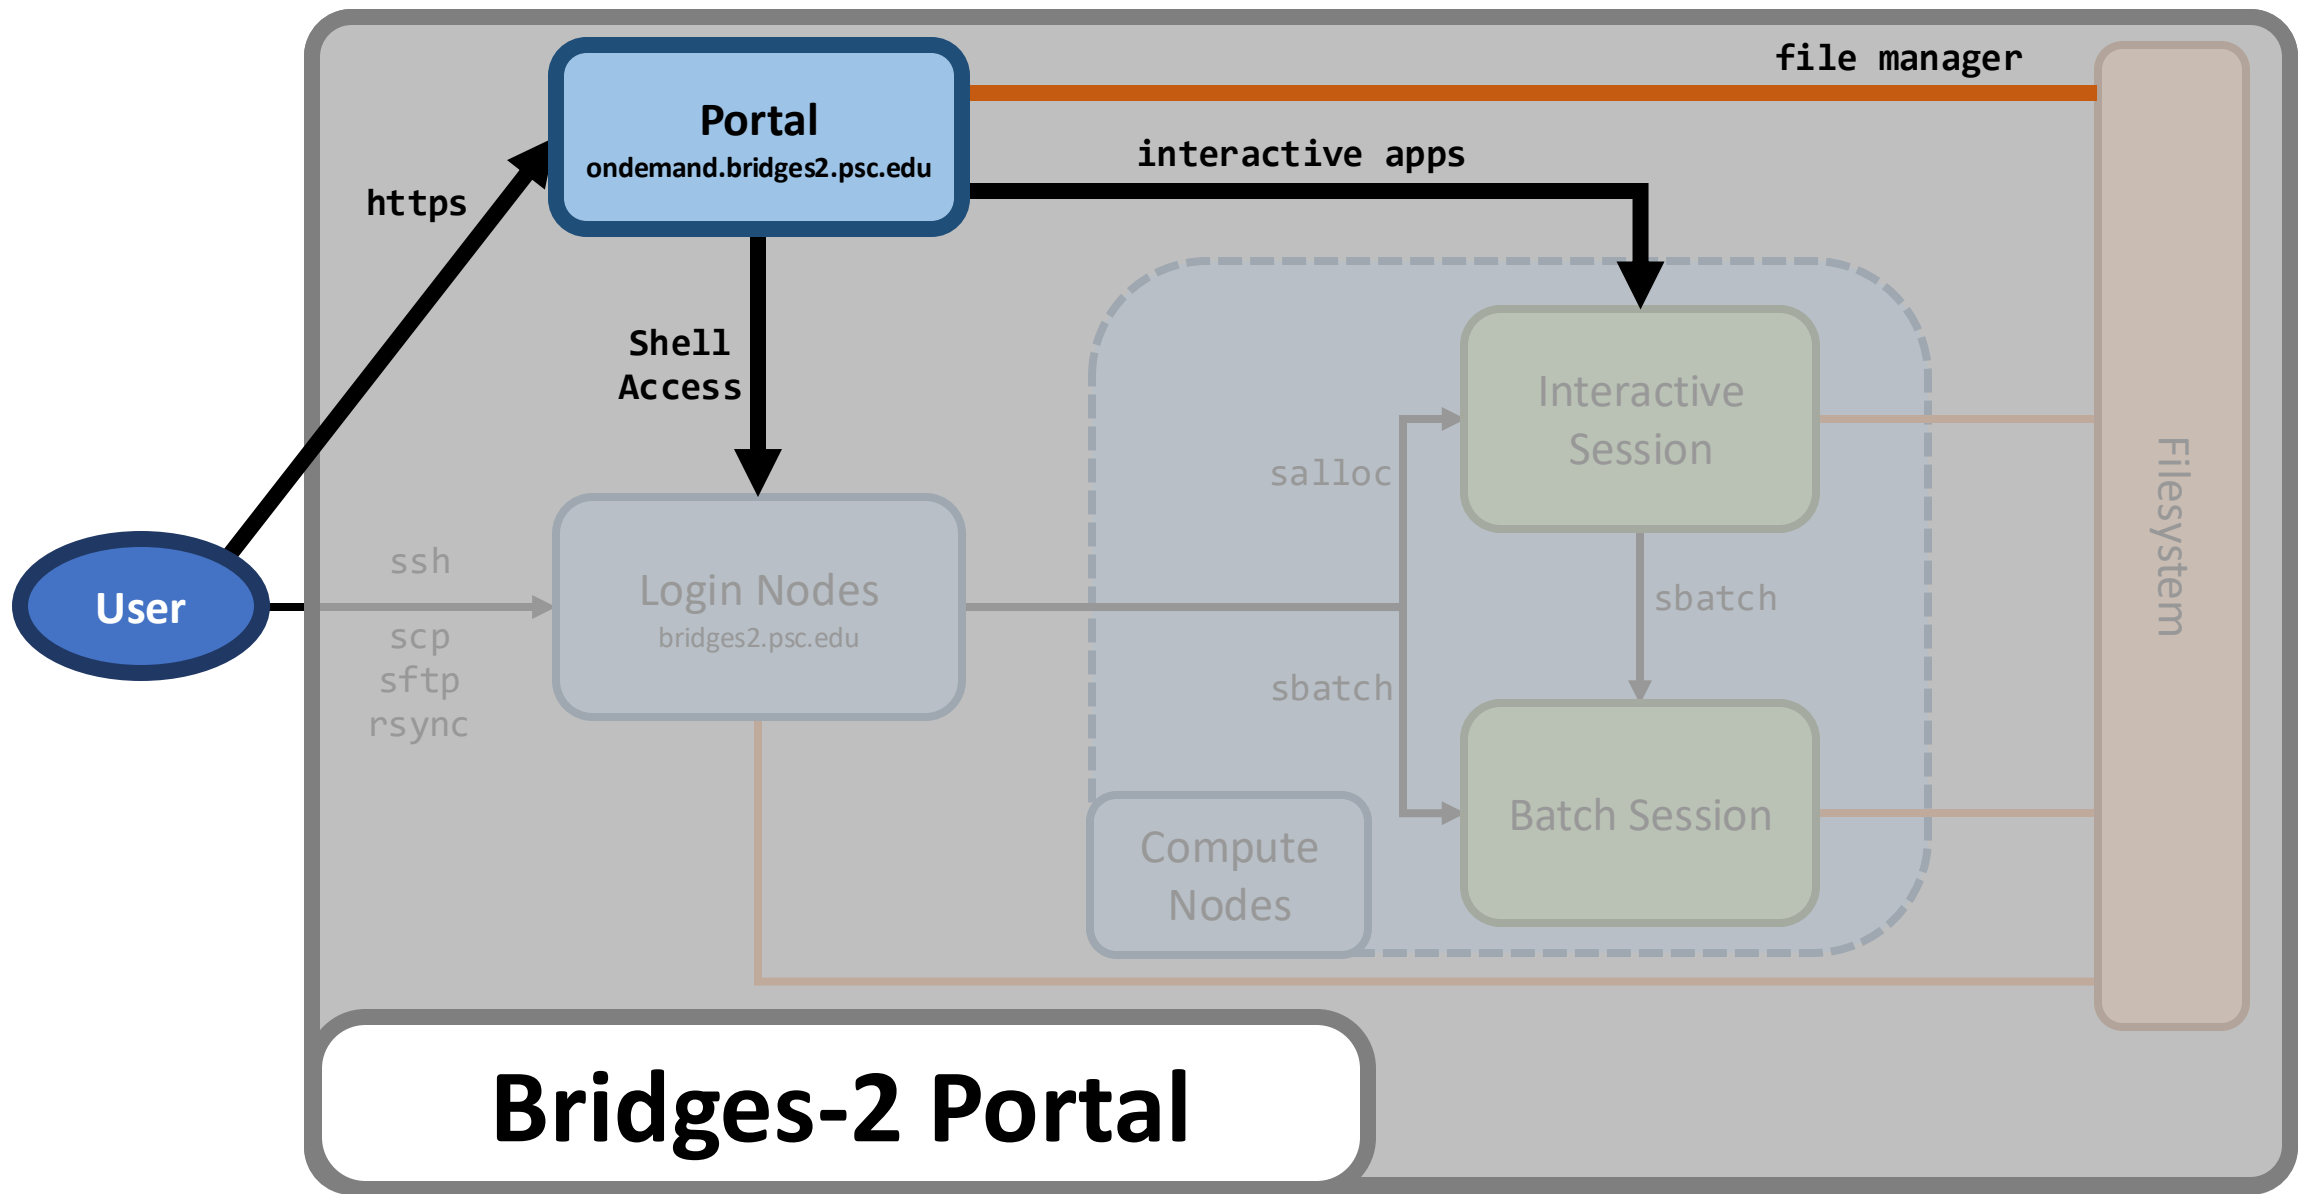 file manager
Portal
ondemand.bridges2.psc.edu
interactive apps
https
Shell
Access
Interactive
Session
salloc
Filesystem
ssh
User
Login Nodes
bridges2.psc.edu
sbatch
scp
sftp
rsync
sbatch
Batch Session
Compute
Nodes
Bridges-2 Portal